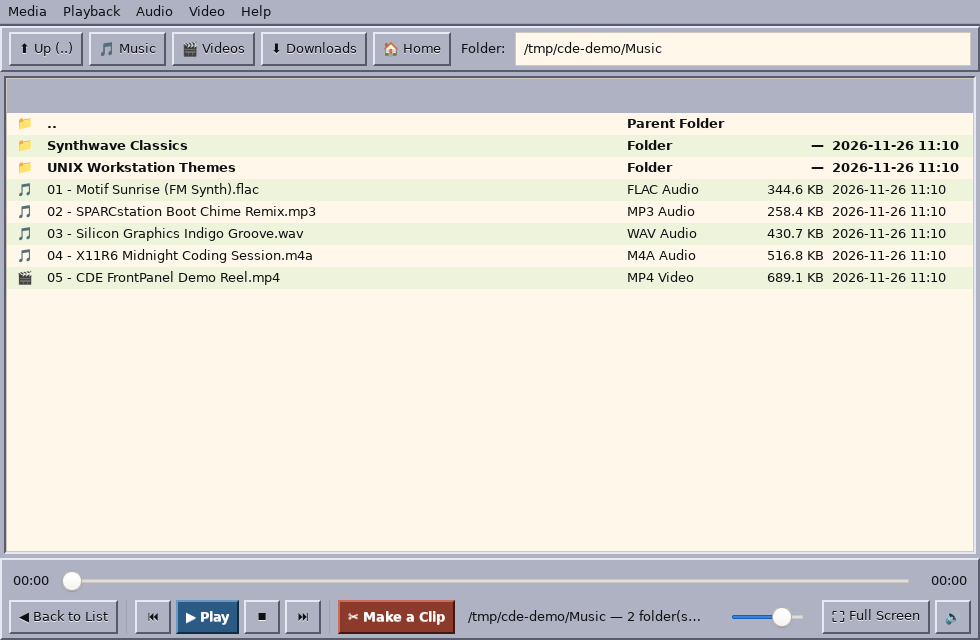 Media Playback Audio Video Help
⬆ Up (..) 🎵 Music 🎬 Videos ⬇ Downloads 🏠 Home Folder: /tmp/cde-demo/Music
.. Parent Folder
Synthwave Classics Folder — 2026-11-26 11:10
UNIX Workstation Themes Folder — 2026-11-26 11:10
01 - Motif Sunrise (FM Synth).flac FLAC Audio 344.6 KB 2026-11-26 11:10
02 - SPARCstation Boot Chime Remix.mp3 MP3 Audio 258.4 KB 2026-11-26 11:10
03 - Silicon Graphics Indigo Groove.wav WAV Audio 430.7 KB 2026-11-26 11:10
04 - X11R6 Midnight Coding Session.m4a M4A Audio 516.8 KB 2026-11-26 11:10
05 - CDE FrontPanel Demo Reel.mp4 MP4 Video 689.1 KB 2026-11-26 11:10
00:00 00:00
◀ Back to List ⏮ ▶ Play ■ ⏭ ✂ Make a Clip /tmp/cde-demo/Music — 2 folder(s... ⛶ Full Screen 🔊